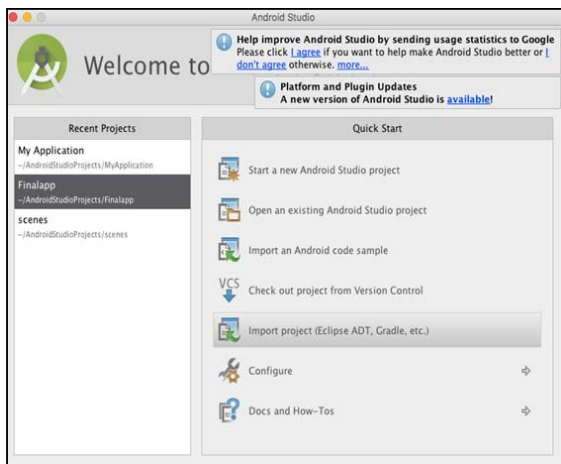 Android Studio
Help improve Android Studio by sending usage statistics to Google
Please click I agree if you want to help make Android Studio better or I
don't agree otherwise. more...
Welcome to
Platform and Plugin Updates
A new version of Android Studio is available!
Recent Projects
My Application
~/AndroidStudioProjects/MyApplication
Finalapp
~/AndroidStudioProjects/Finalapp
scenes
~/AndroidStudioProjects/scenes
Quick Start
Start a new Android Studio project
Open an existing Android Studio project
Import an Android code sample
VCS
Check out project from Version Control
Import project (Eclipse ADT, Gradle, etc.)
Configure
Docs and How-Tos